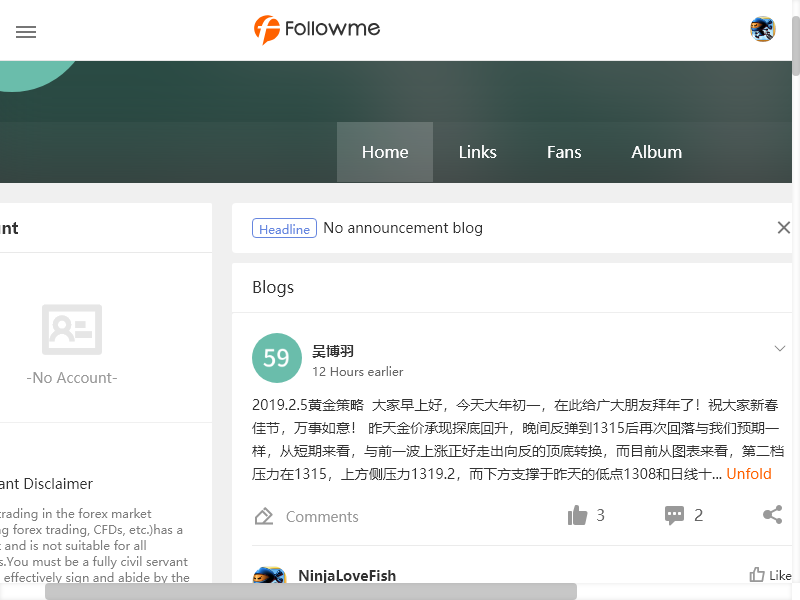 Followme
Home Links Fans Album
nt
Headline No announcement blog
Blogs
-No Account-
59
吴博羽
12 Hours earlier
2019.2.5黄金策略 大家早上好，今天大年初一，在此给广大朋友拜年了！祝大家新春
佳节，万事如意！ 昨天金价承现探底回升，晚间反弹到1315后再次回落与我们预期一
样，从短期来看，与前一波上涨正好走出向反的顶底转换，而目前从图表来看，第二档
压力在1315，上方侧压力1319.2，而下方支撑于昨天的低点1308和日线十... Unfold
Comments 3 2
ant Disclaimer
trading in the forex market
g forex trading, CFDs, etc.)has a
and is not suitable for all
s.You must be a fully civil servant
effectively sign and abide by the
NinjaLoveFish Like